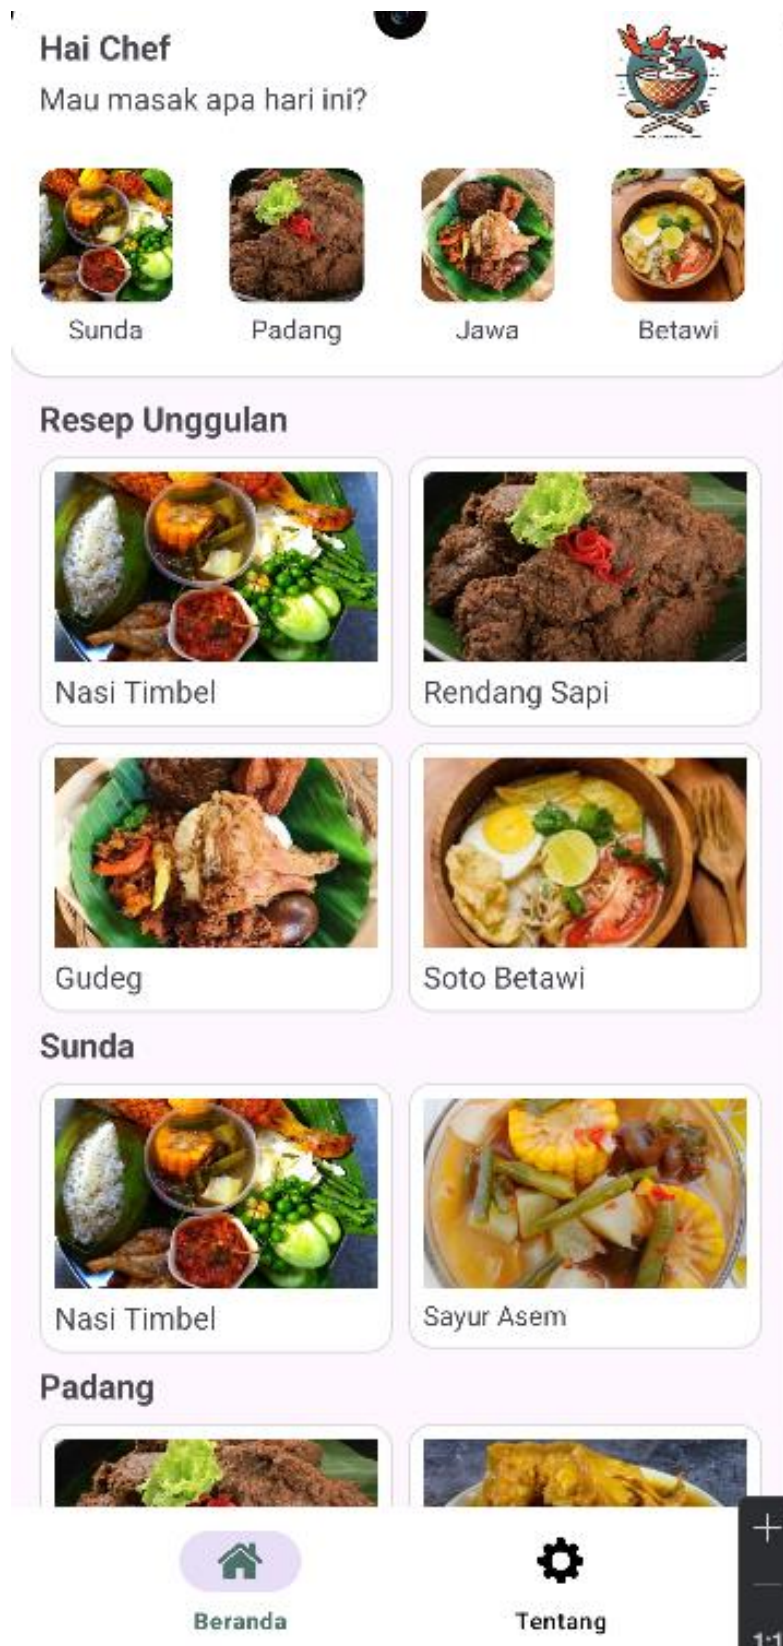 Hai Chef
Mau masak apa hari ini?
Sunda
Padang
Jawa
Betawi
Resep Unggulan
Nasi Timbel
Rendang Sapi
Gudeg
Soto Betawi
Sunda
Nasi Timbel
Sayur Asem
Padang
Beranda
Tentang